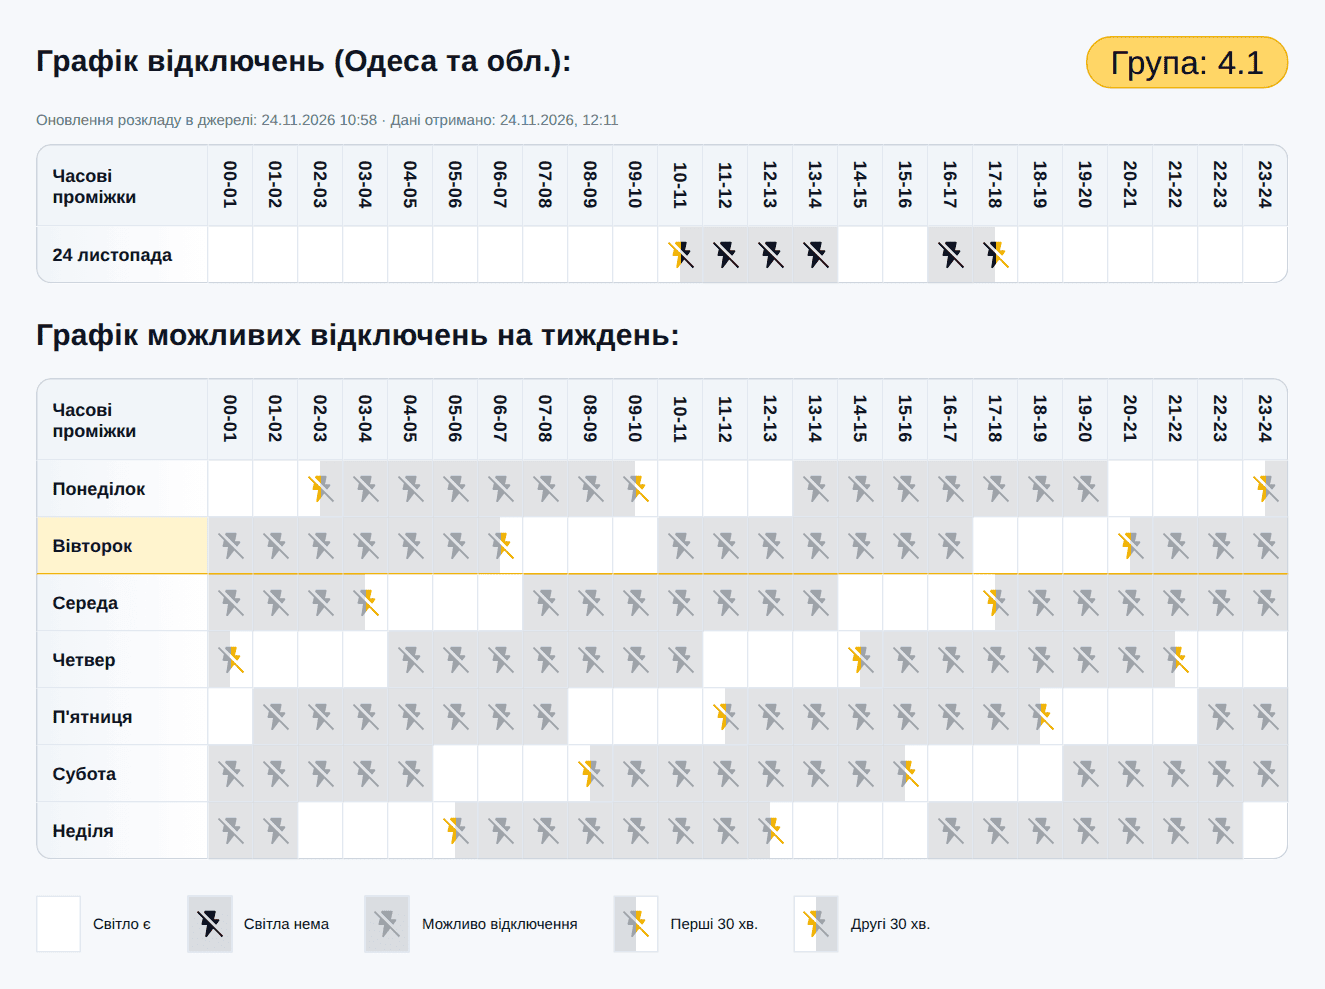 Графік відключень (Одеса та обл.):
Група: 4.1
Оновлення розкладу в джерелі: 24.11.2026 10:58 · Дані отримано: 24.11.2026, 12:11
Часові проміжки 00-01 01-02 02-03 03-04 04-05 05-06 06-07 07-08 08-09 09-10 10-11 11-12 12-13 13-14 14-15 15-16 16-17 17-18 18-19 19-20 20-21 21-22 22-23 23-24
24 листопада
Графік можливих відключень на тиждень:
Часові проміжки 00-01 01-02 02-03 03-04 04-05 05-06 06-07 07-08 08-09 09-10 10-11 11-12 12-13 13-14 14-15 15-16 16-17 17-18 18-19 19-20 20-21 21-22 22-23 23-24
Понеділок
Вівторок
Середа
Четвер
П'ятниця
Субота
Неділя
Світло є Світла нема Можливо відключення Перші 30 хв. Другі 30 хв.